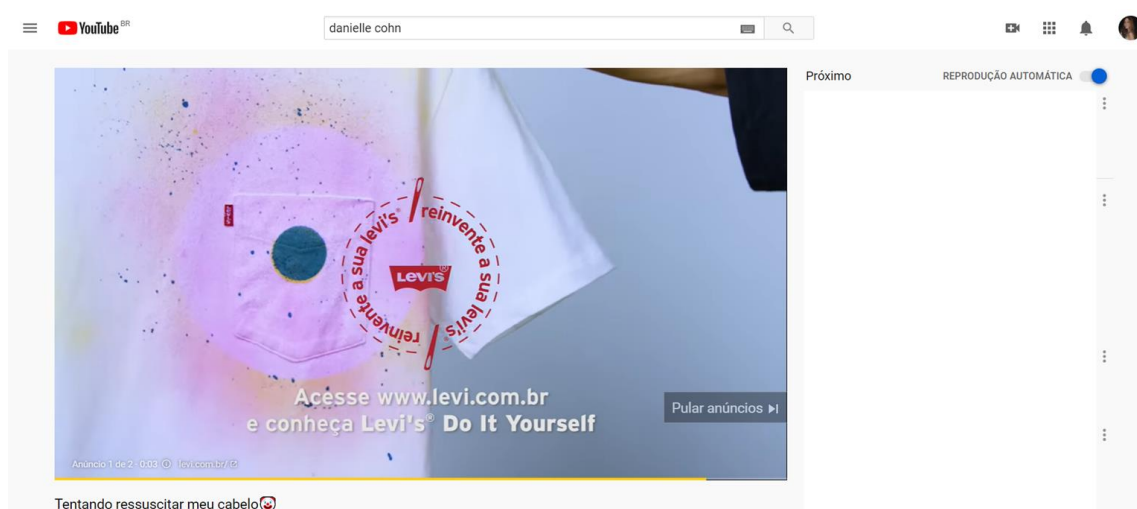 YouTube BR
danielle cohn
Próximo
REPRODUÇÃO AUTOMÁTICA
reinvente a sua levi's
reinvente a sua levi's
LEVI'S®
Acesse www.levi.com.br
e conheça Levi's® Do It Yourself
Pular anúncios
Anúncio 1 de 2 · 0:03 levi.com.br/
Tentando ressuscitar meu cabelo🤡